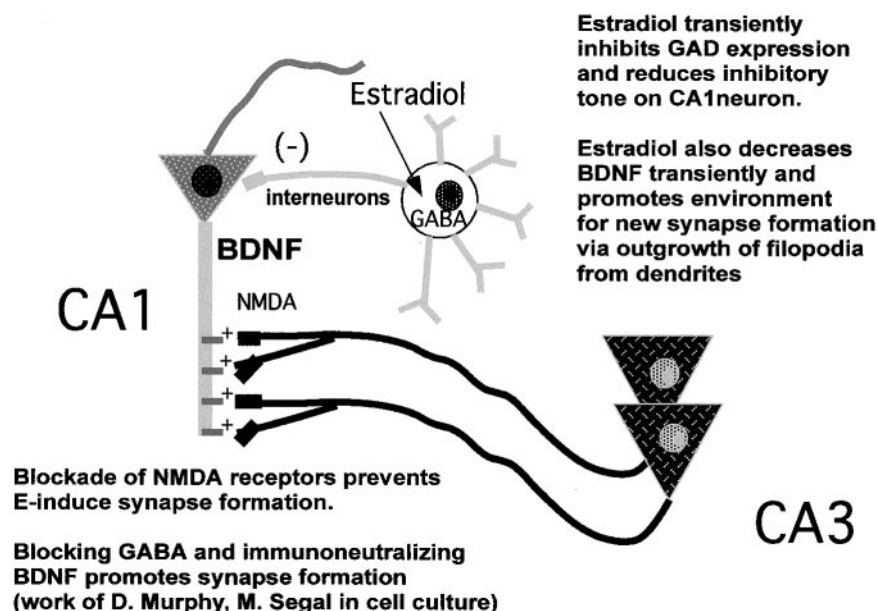 Estradiol transiently
inhibits GAD expression
and reduces inhibitory
tone on CA1neuron.
Estradiol also decreases
BDNF transiently and
promotes environment
for new synapse formation
via outgrowth of filopodia
from dendrites
Estradiol
(-)
interneurons
GABA
BDNF
CA1
NMDA
+
+
+
+
CA3
Blockade of NMDA receptors prevents
E-induce synapse formation.
Blocking GABA and immunoneutralizing
BDNF promotes synapse formation
(work of D. Murphy, M. Segal in cell culture)